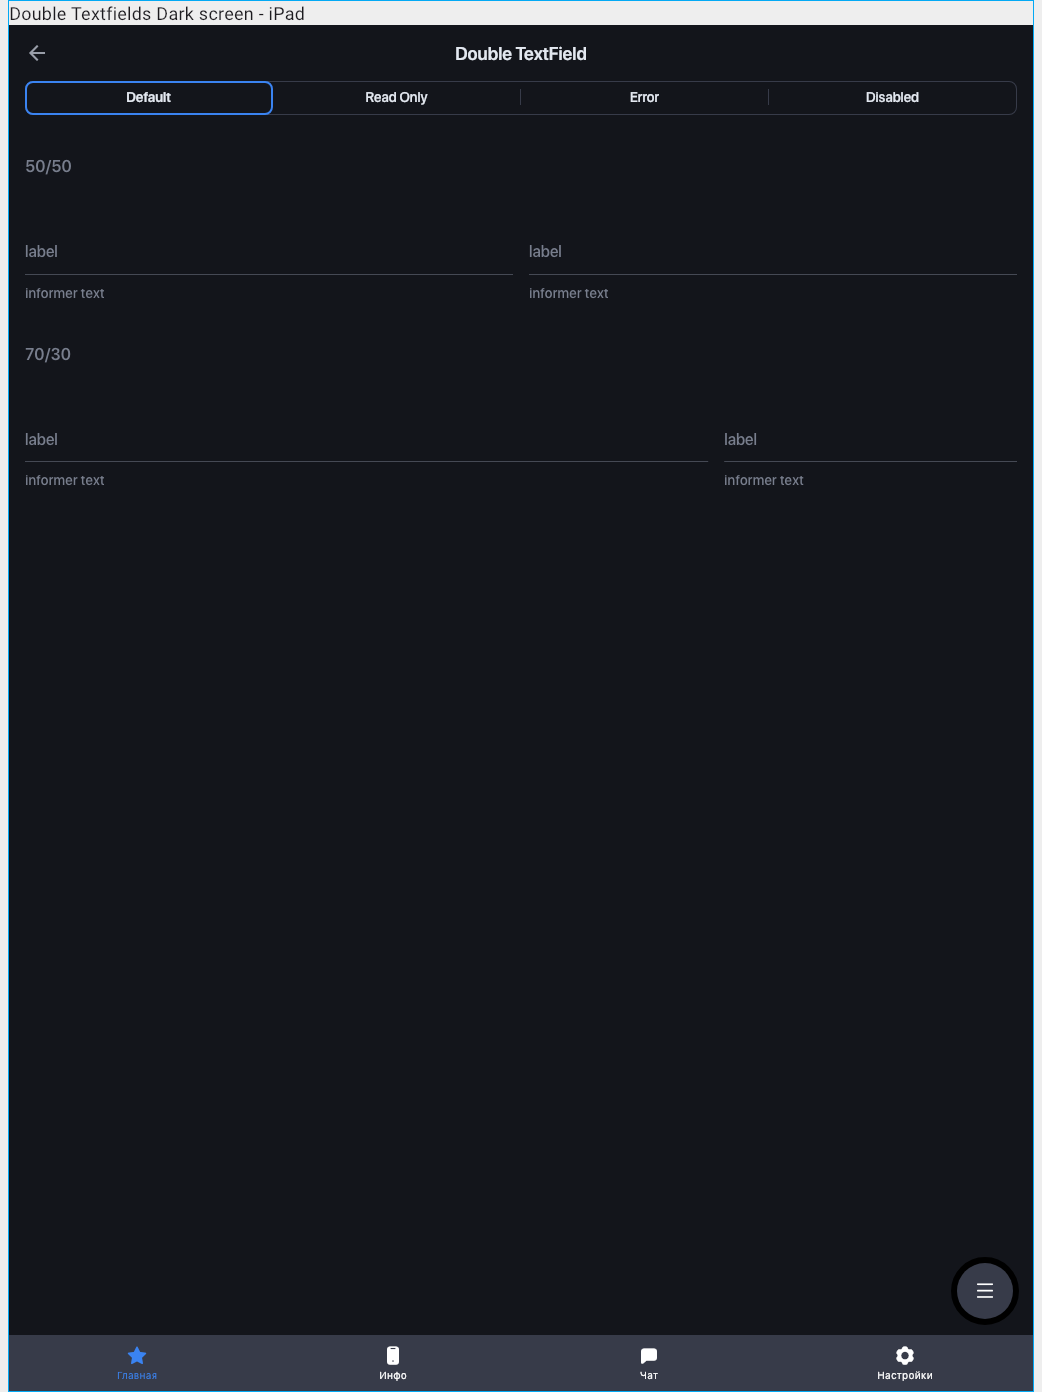 Double Textfields Dark screen - iPad
Double TextField
Default Read Only Error Disabled
50/50
label label
informer text informer text
70/30
label label
informer text informer text
Главная Инфо Чат Настройки